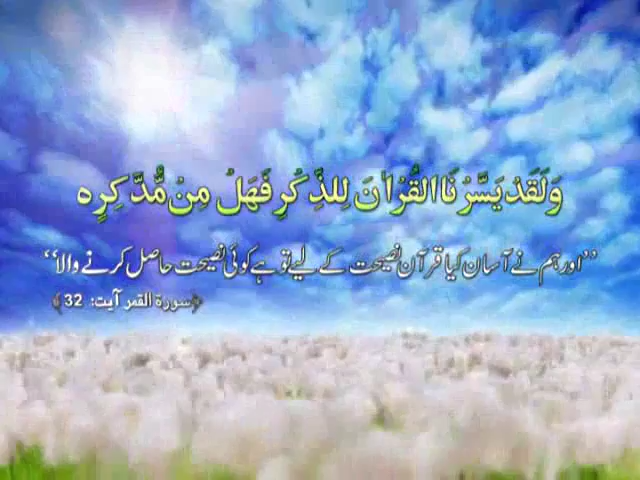 وَلَقَدْ يَسَّرْنَا الْقُرْاٰنَ لِلذِّكْرِ فَهَلْ مِنْ مُّدَّكِرٍ ہ
’’اور ہم نے آسان کیا قرآن نصیحت کے لیے تو ہے کوئی نصیحت حاصل کرنے والا‘‘
﴿سورۃ القمر آیت: 32﴾